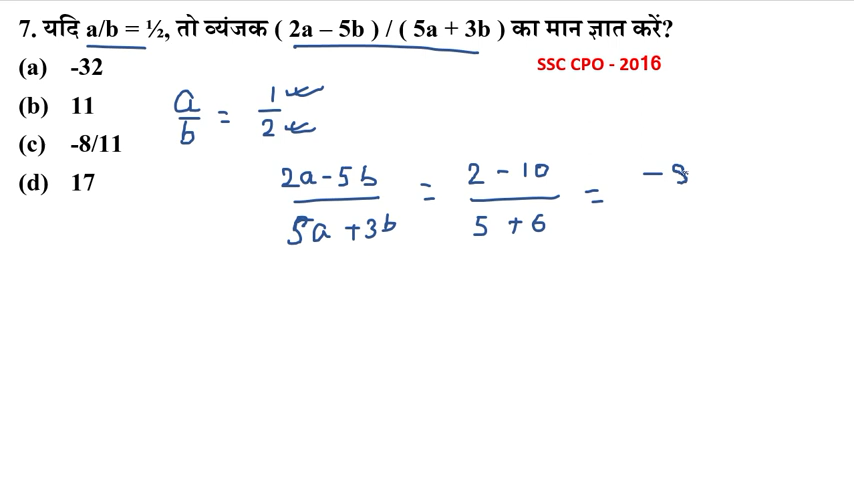 7. यदि a/b = ½, तो व्यंजक ( 2a – 5b ) / ( 5a + 3b ) का मान ज्ञात करें?
SSC CPO - 2016
(a) -32
(b) 11
(c) -8/11
(d) 17
a/b = 1/2
2a - 5b / 5a + 3b = 2 - 10 / 5 + 6 = -